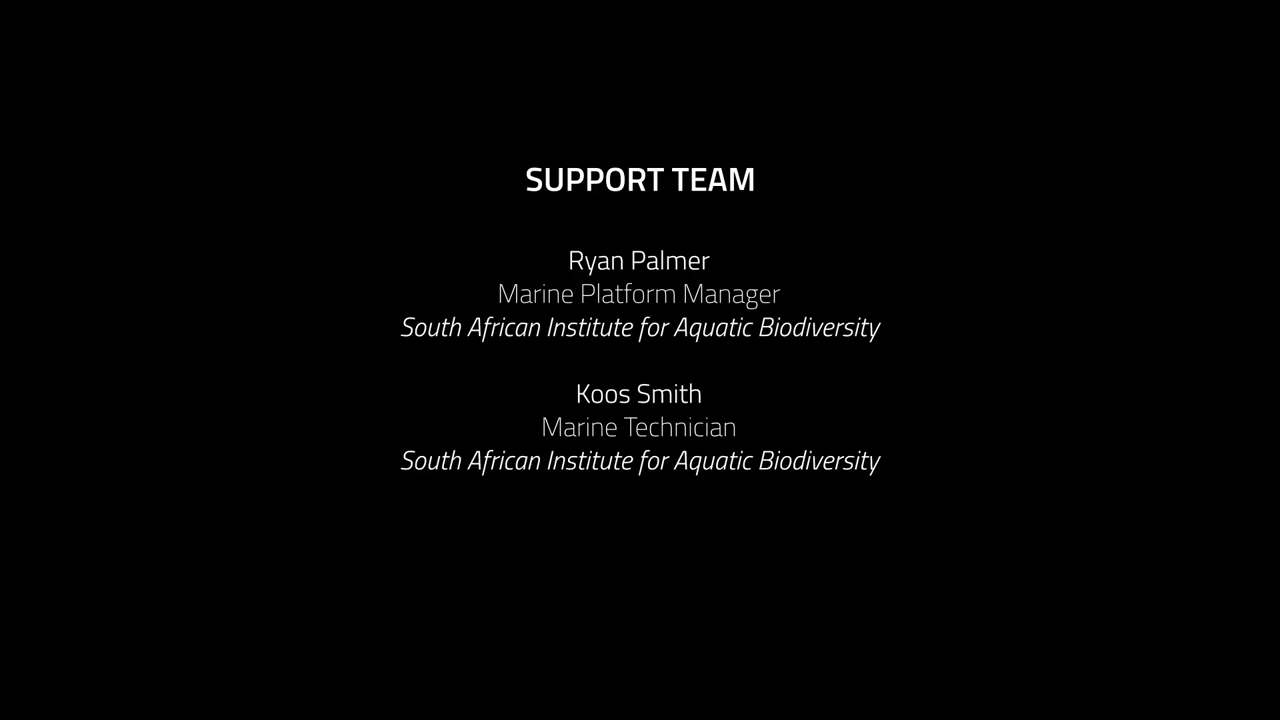 SUPPORT TEAM
Ryan Palmer
Marine Platform Manager
South African Institute for Aquatic Biodiversity
Koos Smith
Marine Technician
South African Institute for Aquatic Biodiversity